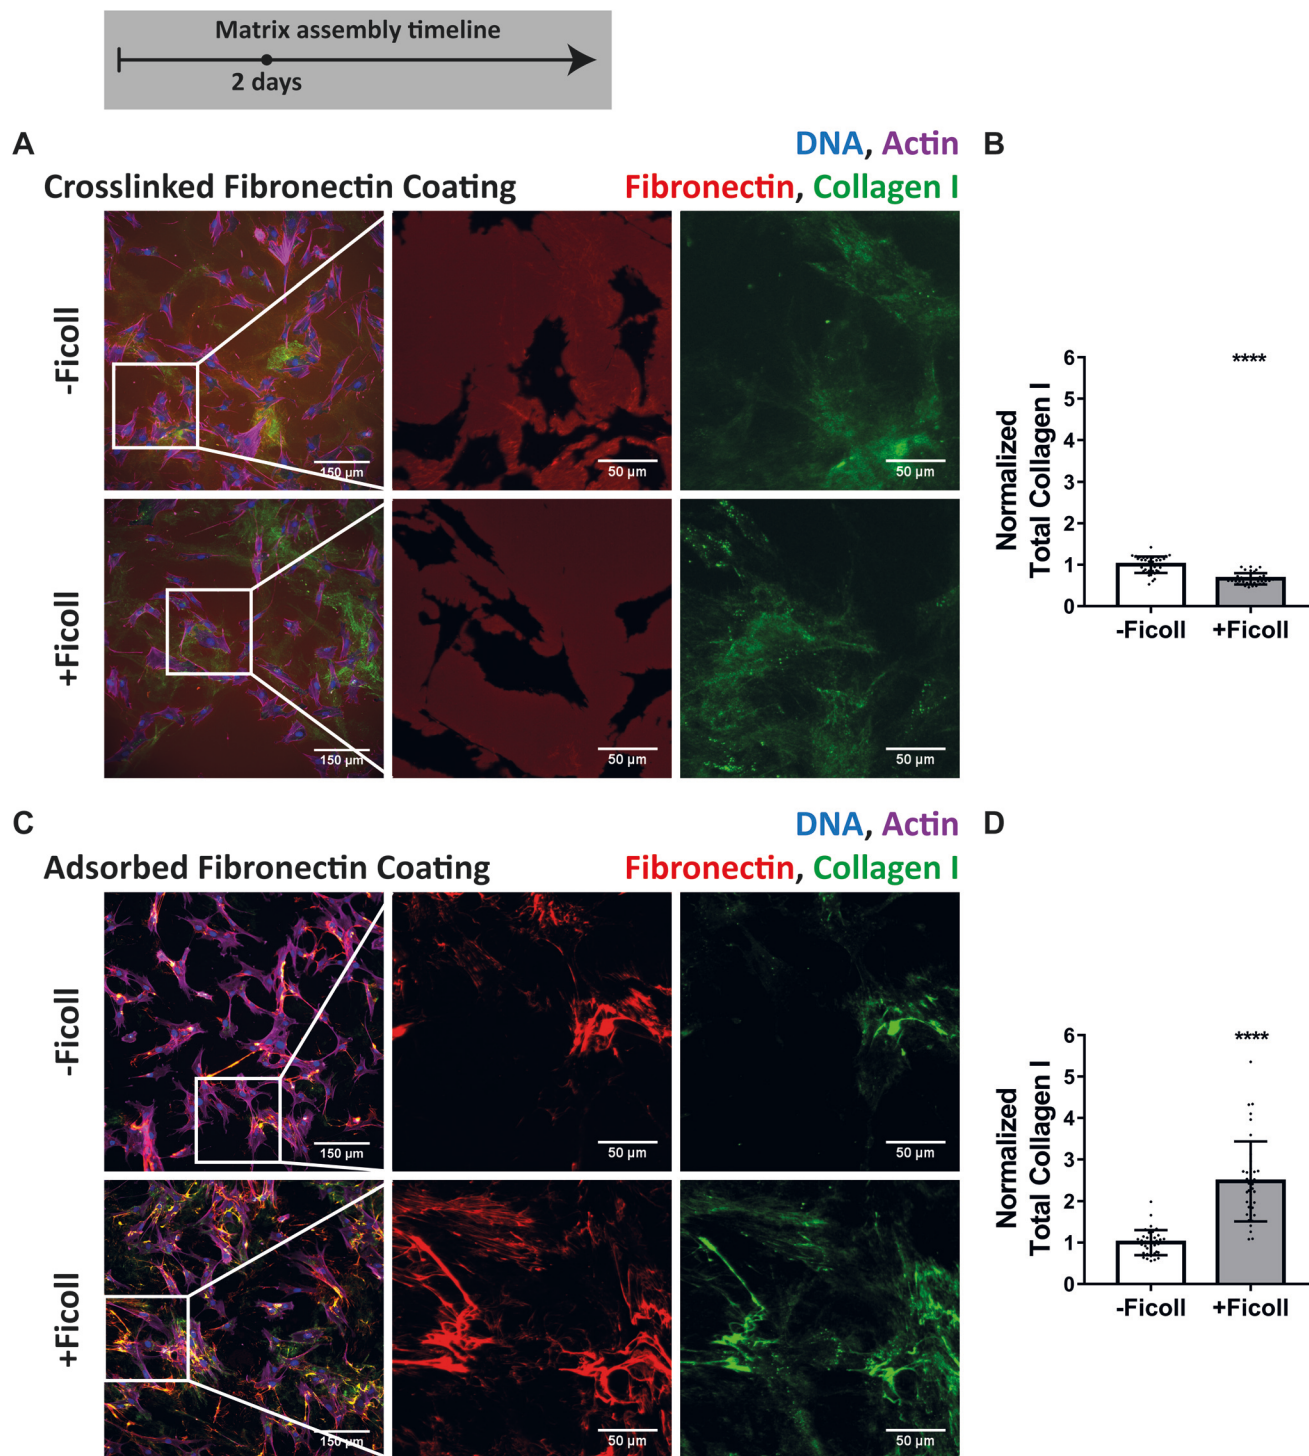 Matrix assembly timeline
2 days
A
DNA, Actin
Crosslinked Fibronectin Coating
Fibronectin, Collagen I
-Ficoll
150 µm
50 µm
50 µm
+Ficoll
150 µm
50 µm
50 µm
B
Normalized
Total Collagen I
6
5
4
3
2
1
0
****
-Ficoll
+Ficoll
C
DNA, Actin
Adsorbed Fibronectin Coating
Fibronectin, Collagen I
-Ficoll
150 µm
50 µm
50 µm
+Ficoll
150 µm
50 µm
50 µm
D
Normalized
Total Collagen I
6
5
4
3
2
1
0
****
-Ficoll
+Ficoll